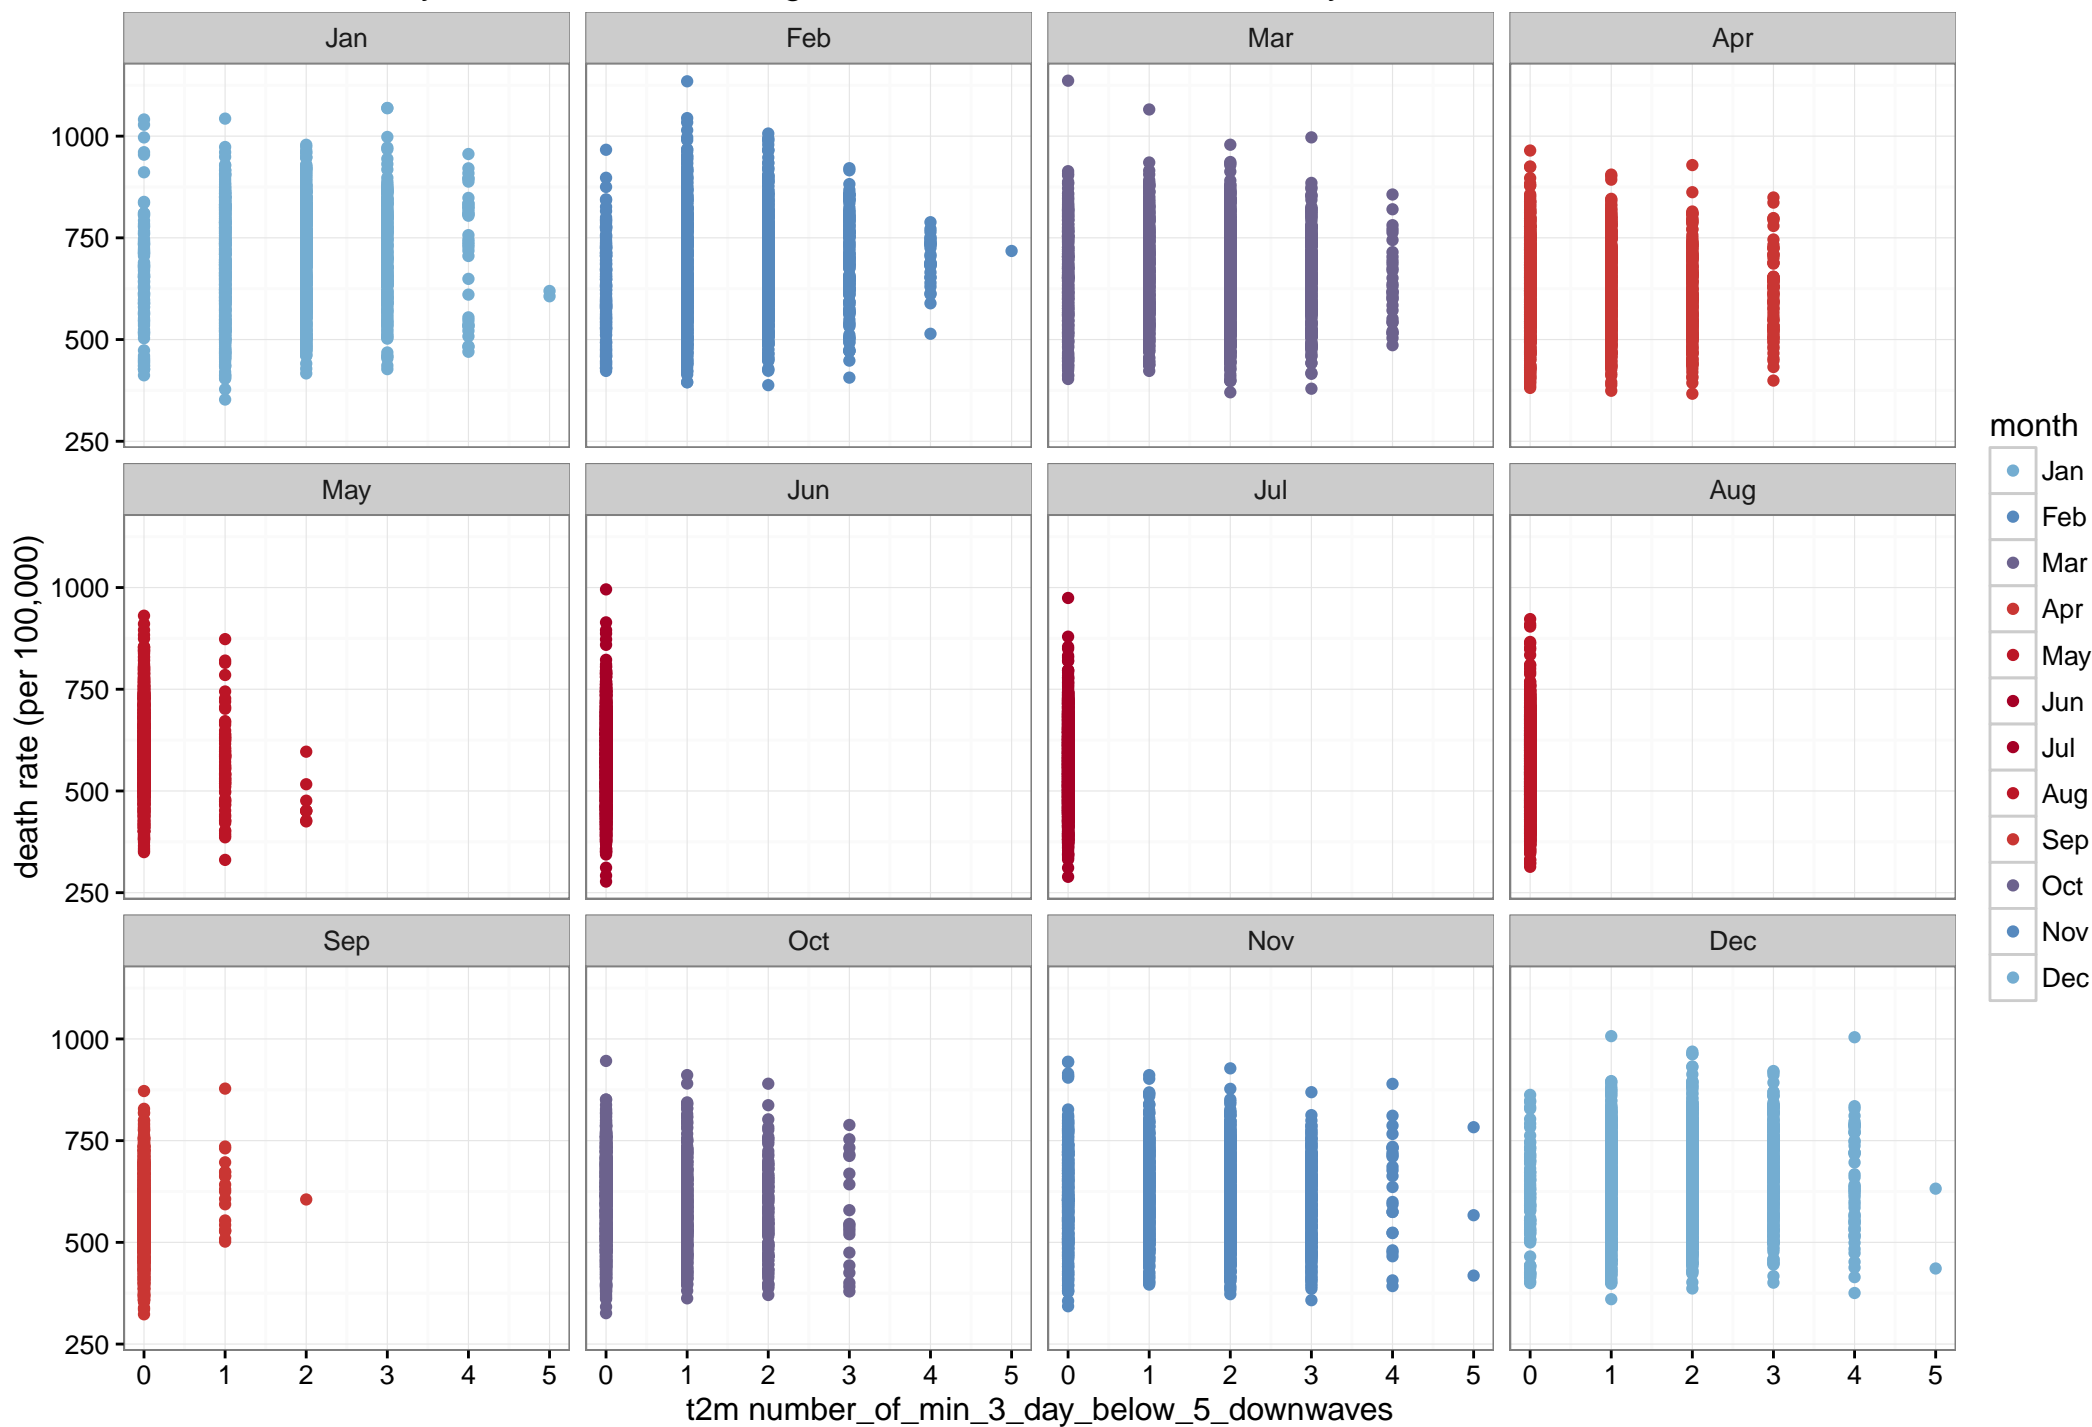 Jan Feb Mar Apr
1000
750
500
250
May Jun Jul Aug
1000
750
500
250
Sep Oct Nov Dec
1000
750
500
250
0 1 2 3 4 5 0 1 2 3 4 5 0 1 2 3 4 5 0 1 2 3 4 5
t2m number_of_min_3_day_below_5_downwaves
death rate (per 100,000)
month
Jan
Feb
Mar
Apr
May
Jun
Jul
Aug
Sep
Oct
Nov
Dec